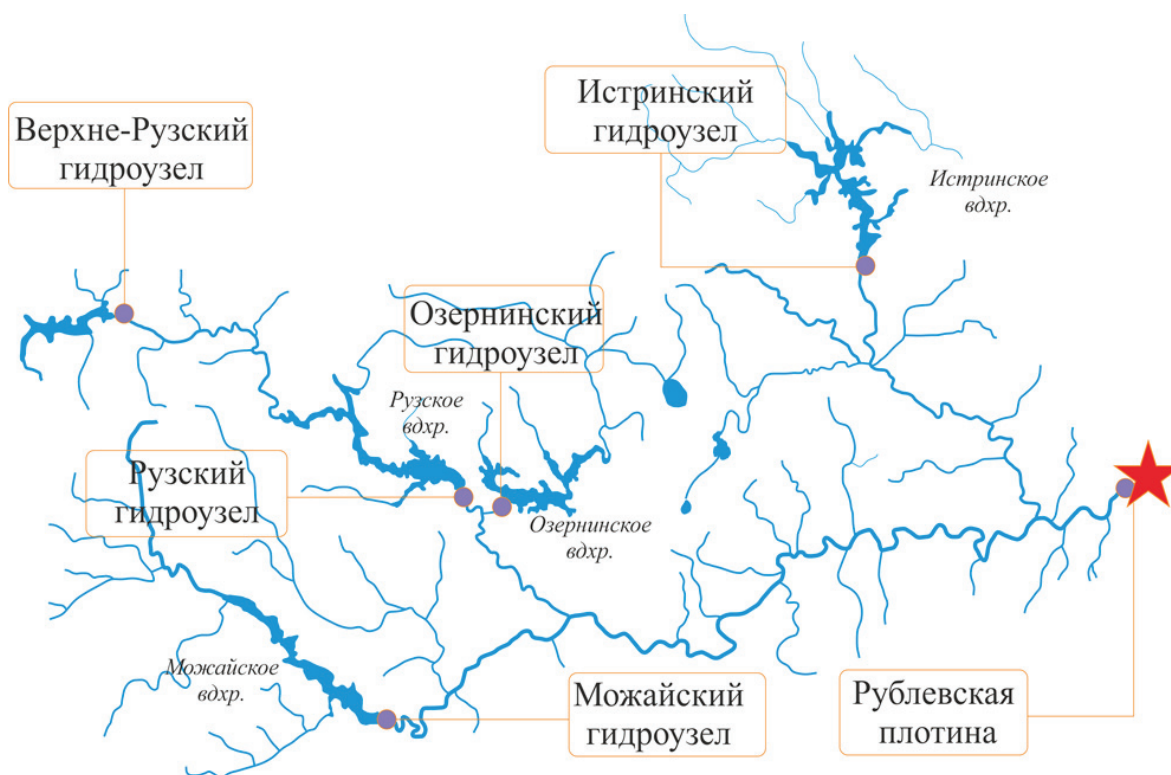 Верхне-Рузский
гидроузел
Истринский
гидроузел
Истринское
вдхр.
Озернинский
гидроузел
Рузское
вдхр.
Рузский
гидроузел
Озернинское
вдхр.
Можайское
вдхр.
Можайский
гидроузел
Рублевская
плотина